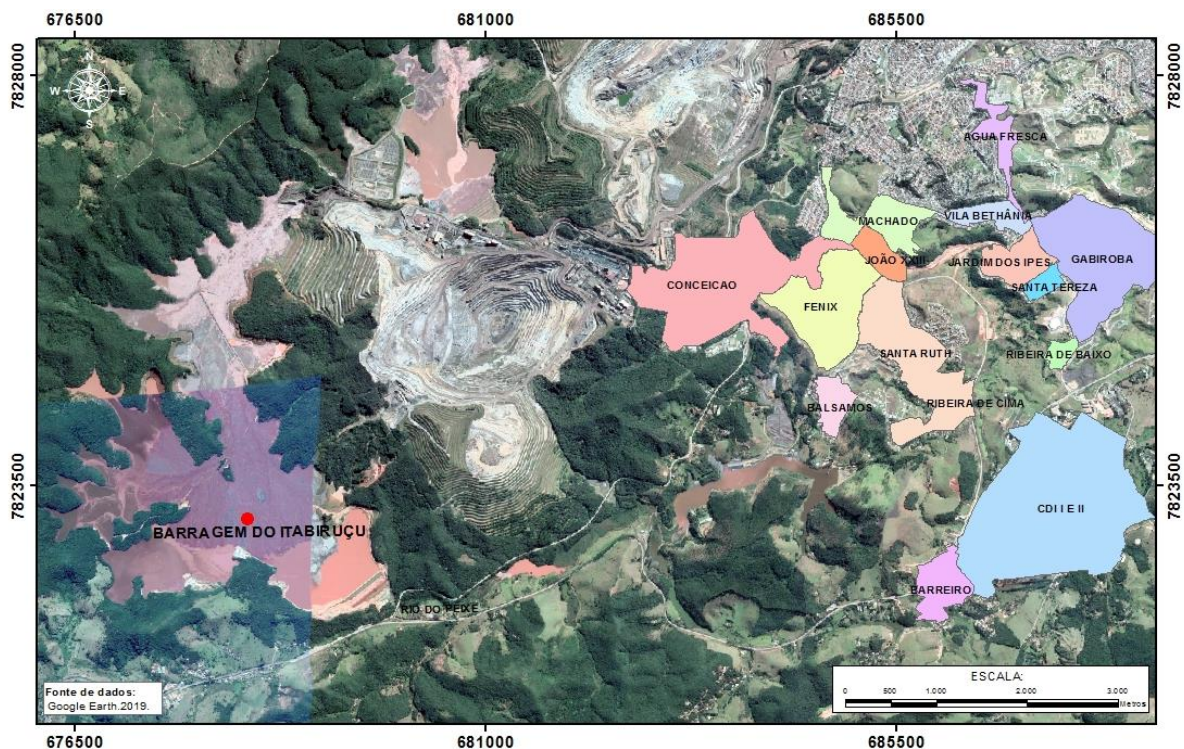 676500
681000
685500
7828000
7828000
N
W
E
S
AGUA FRESCA
MACHADO
VILA BETHÂNIA
JOÃO XXIII
JARDIM DOS IPES
GABIROBA
CONCEICAO
SANTA TEREZA
FENIX
SANTA RUTH
RIBEIRA DE BAIXO
BALSAMOS
RIBEIRA DE CIMA
7823500
7823500
CDI I E II
BARRAGEM DO ITABIRUÇU
BARREIRO
RIO DO PEIXE
ESCALA:
0 500 1.000 2.000 3.000
Metros
Fonte de dados:
Google Earth.2019.
676500
681000
685500